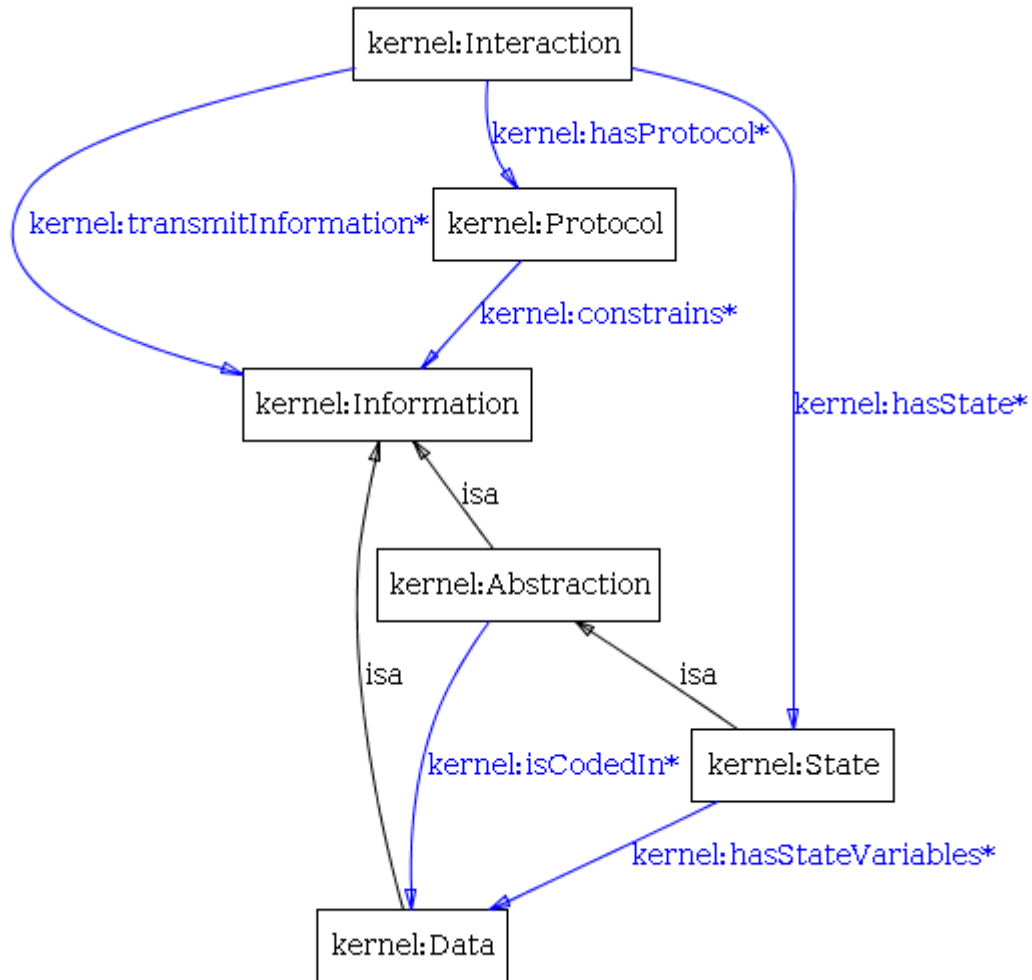 kernel:Interaction
kernel:hasProtocol*
kernel:transmitInformation*
kernel:Protocol
kernel:constrains*
kernel:Information
kernel:hasState*
isa
kernel:Abstraction
isa
isa
kernel:isCodedIn*
kernel:State
kernel:hasStateVariables*
kernel:Data